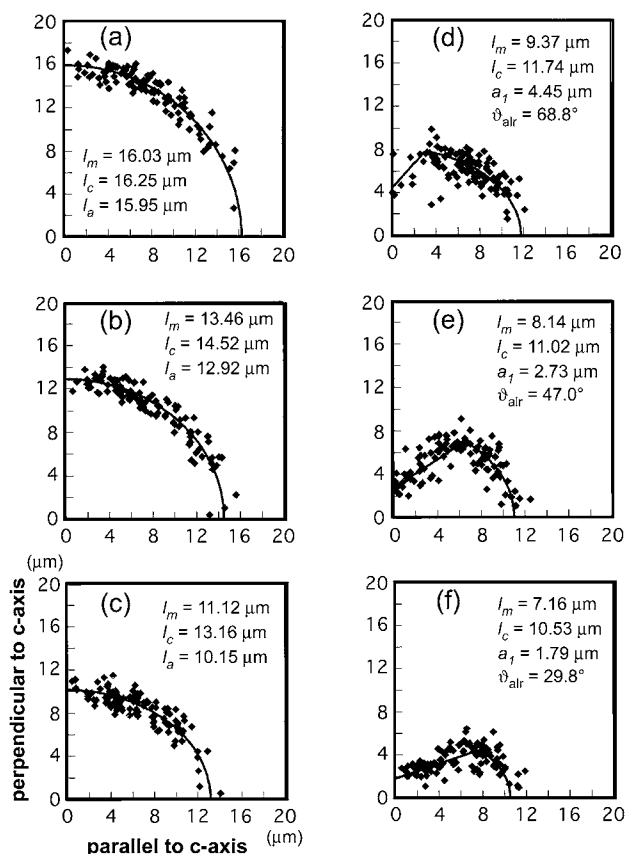 (a)
20
16
12
8
4
0
l_m = 16.03 μm
l_c = 16.25 μm
l_a = 15.95 μm
0 4 8 12 16 20
(b)
20
16
12
8
4
0
l_m = 13.46 μm
l_c = 14.52 μm
l_a = 12.92 μm
0 4 8 12 16 20
(μm)
(c)
20
16
12
8
4
0
l_m = 11.12 μm
l_c = 13.16 μm
l_a = 10.15 μm
0 4 8 12 16 20
perpendicular to c-axis
parallel to c-axis
(μm)
(d)
20
16
12
8
4
0
l_m = 9.37 μm
l_c = 11.74 μm
a_1 = 4.45 μm
ϑ_alr = 68.8°
0 4 8 12 16 20
(e)
20
16
12
8
4
0
l_m = 8.14 μm
l_c = 11.02 μm
a_1 = 2.73 μm
ϑ_alr = 47.0°
0 4 8 12 16 20
(f)
20
16
12
8
4
0
l_m = 7.16 μm
l_c = 10.53 μm
a_1 = 1.79 μm
ϑ_alr = 29.8°
0 4 8 12 16 20